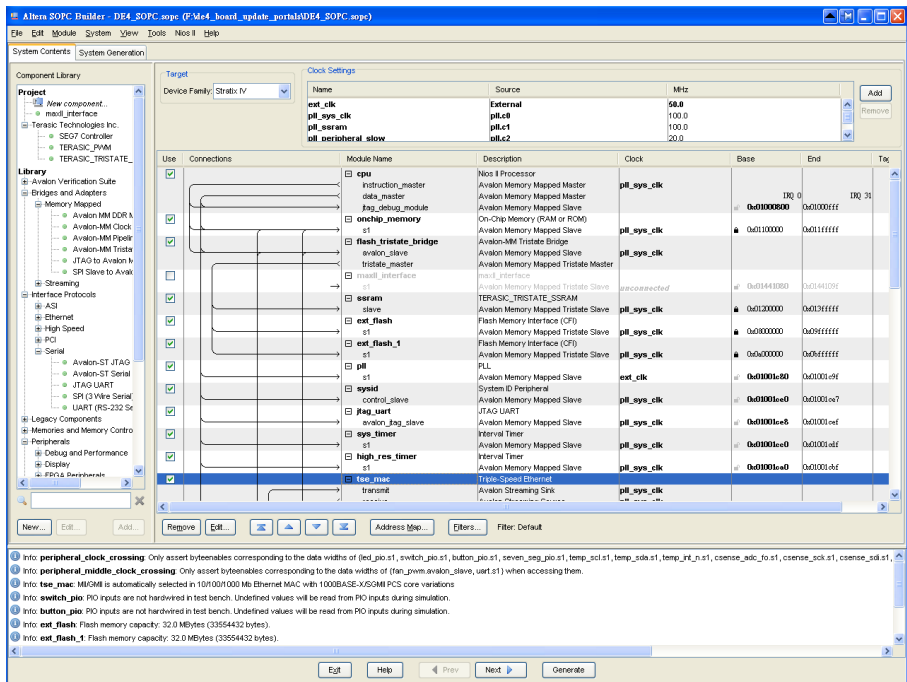 Altera SOPC Builder - DE4_SOPC.sopc (F:\de4_board_update_portals\DE4_SOPC.sopc)
File Edit Module System View Tools Nios II Help
System Contents System Generation
Component Library
Project
New component...
maxII_interface
Terasic Technologies Inc.
SEG7 Controller
TERASIC_PWM
TERASIC_TRISTATE_
Library
Avalon Verification Suite
Bridges and Adapters
Memory Mapped
Avalon MM DDR M
Avalon-MM Clock
Avalon-MM Pipelin
Avalon-MM Trista
JTAG to Avalon M
SPI Slave to Avalo
Streaming
Interface Protocols
ASI
Ethernet
High Speed
PCI
Serial
Avalon-ST JTAG
Avalon-ST Serial
JTAG UART
SPI (3 Wire Serial)
UART (RS-232 Se
Legacy Components
Memories and Memory Contro
Peripherals
Debug and Performance
Display
FPGA Peripherals
New... Edit... Add...
Target
Device Family: Stratix IV
Clock Settings
Name Source MHz
ext_clk External 50.0
pll_sys_clk pll.c0 100.0
pll_ssram pll.c1 100.0
pll_peripheral_slow pll.c2 20.0
Add
Remove
Use Connections Module Name Description Clock Base End Tag
cpu Nios II Processor
instruction_master Avalon Memory Mapped Master pll_sys_clk
data_master Avalon Memory Mapped Master IRQ 0 IRQ 31
jtag_debug_module Avalon Memory Mapped Slave 0x01000800 0x01000fff
onchip_memory On-Chip Memory (RAM or ROM)
s1 Avalon Memory Mapped Slave pll_sys_clk 0x01100000 0x011fffff
flash_tristate_bridge Avalon-MM Tristate Bridge
avalon_slave Avalon Memory Mapped Slave pll_sys_clk
tristate_master Avalon Memory Mapped Tristate Master
maxII_interface maxII_interface
s1 Avalon Memory Mapped Tristate Slave unconnected 0x01441080 0x0144109f
ssram TERASIC_TRISTATE_SSRAM
slave Avalon Memory Mapped Tristate Slave pll_sys_clk 0x01200000 0x013fffff
ext_flash Flash Memory Interface (CFI)
s1 Avalon Memory Mapped Tristate Slave pll_sys_clk 0x08000000 0x09ffffff
ext_flash_1 Flash Memory Interface (CFI)
s1 Avalon Memory Mapped Tristate Slave pll_sys_clk 0x0a000000 0x0bffffff
pll PLL
s1 Avalon Memory Mapped Slave ext_clk 0x01001c80 0x01001c9f
sysid System ID Peripheral
control_slave Avalon Memory Mapped Slave pll_sys_clk 0x01001ce0 0x01001ce7
jtag_uart JTAG UART
avalon_jtag_slave Avalon Memory Mapped Slave pll_sys_clk 0x01001ce8 0x01001cef
sys_timer Interval Timer
s1 Avalon Memory Mapped Slave pll_sys_clk
high_res_timer Interval Timer
s1 Avalon Memory Mapped Slave pll_sys_clk 0x01001ca0 0x01001cbf
tse_mac Triple-Speed Ethernet
transmit Avalon Streaming Sink pll_sys_clk
Remove Edit... Address Map... Filters... Filter: Default
Info: peripheral_clock_crossing: Only assert byteenables corresponding to the data widths of (led_pio.s1, switch_pio.s1, button_pio.s1, seven_seg_pio.s1, temp_scl.s1, temp_sda.s1, temp_int_n.s1, csense_adc_fo.s1, csense_sck.s1, csense_sdi.s1,
Info: peripheral_middle_clock_crossing: Only assert byteenables corresponding to the data widths of (fan_pwm.avalon_slave, uart.s1) when accessing them.
Info: tse_mac: MII/GMII is automatically selected in 10/100/1000 Mb Ethernet MAC with 1000BASE-X/SGMII PCS core variations
Info: switch_pio: PIO inputs are not hardwired in test bench. Undefined values will be read from PIO inputs during simulation.
Info: button_pio: PIO inputs are not hardwired in test bench. Undefined values will be read from PIO inputs during simulation.
Info: ext_flash: Flash memory capacity: 32.0 MBytes (33554432 bytes).
Info: ext_flash_1: Flash memory capacity: 32.0 MBytes (33554432 bytes).
Exit Help Prev Next Generate